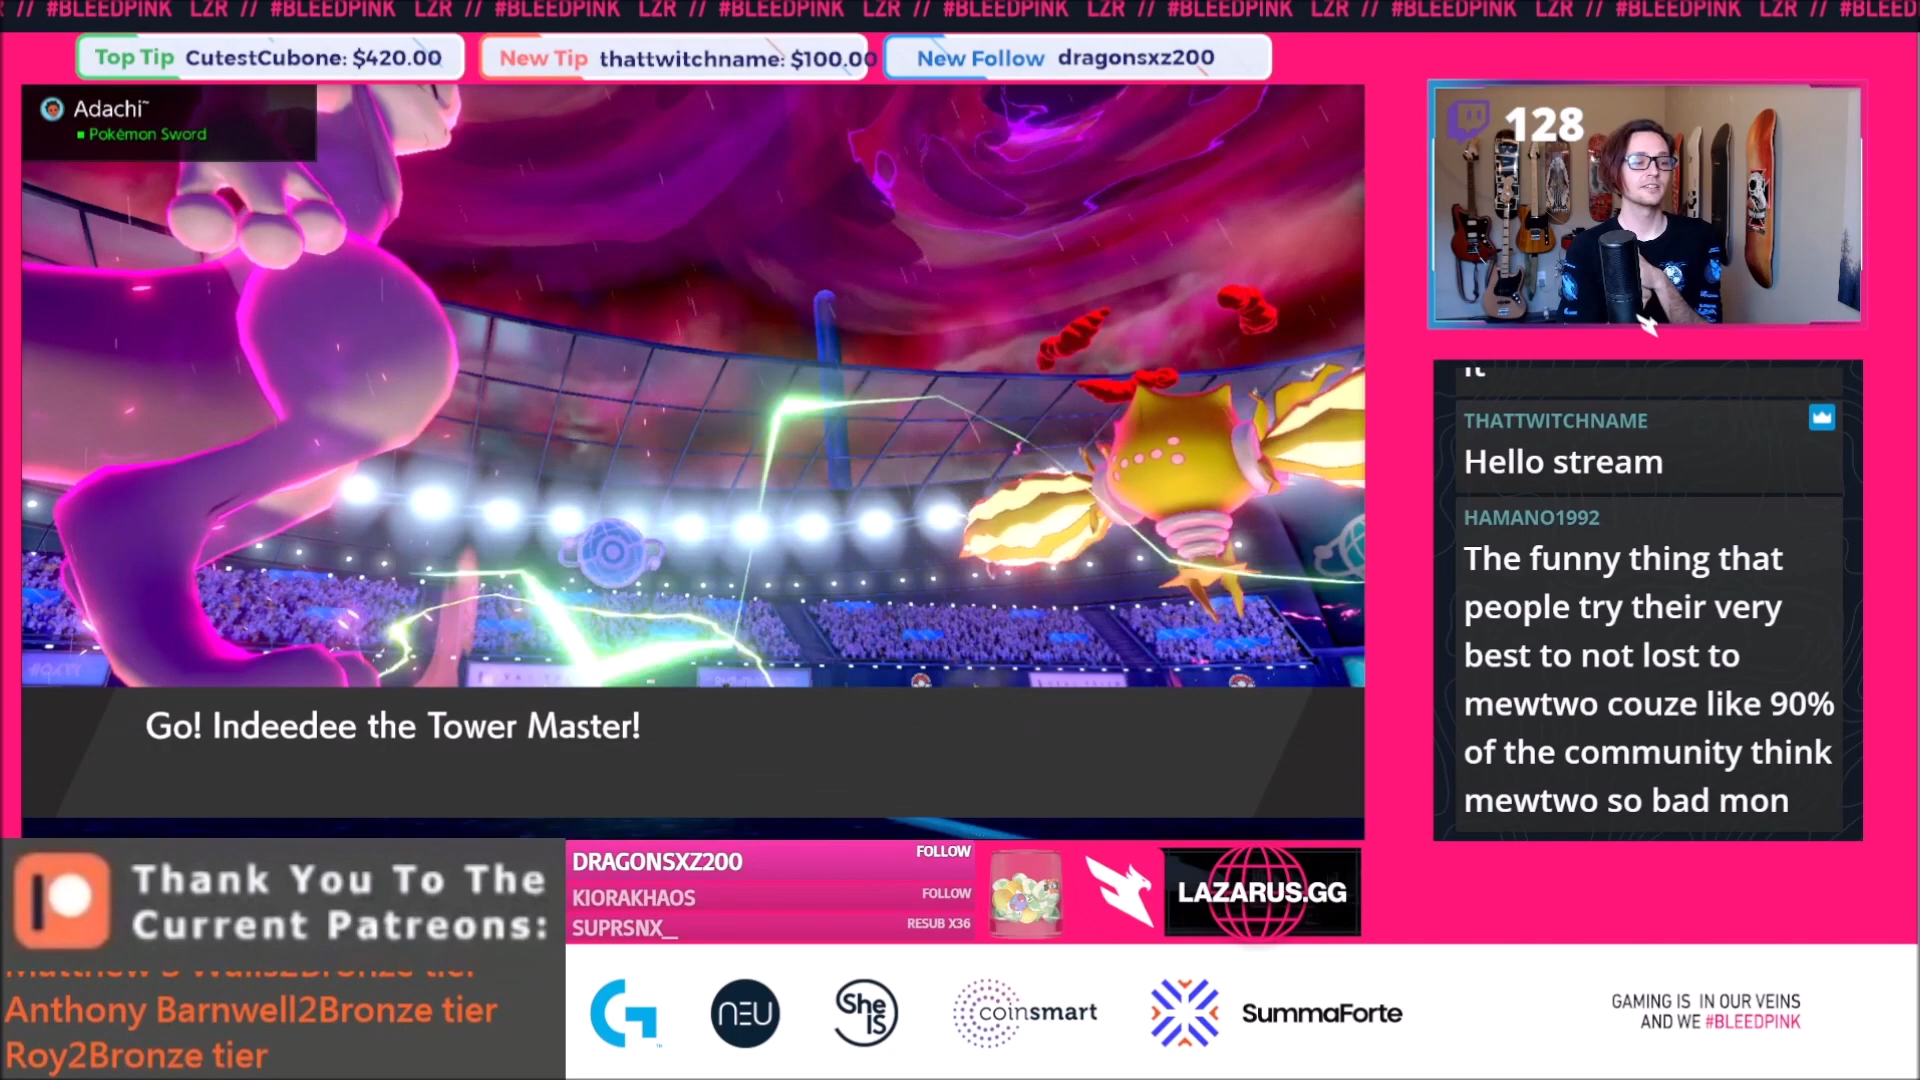 // #BLEEDPINK LZR // #BLEEDPINK LZR // #BLEEDPINK LZR // #BLEEDPINK LZR // #BLEEDPINK LZR // #BLEEDPINK LZR // #BLEEDPINK LZR // #BLEEDPINK LZR // #BLEED
Top Tip CutestCubone: $420.00
New Tip thattwitchname: $100.00
New Follow dragonsxz200
Adachi~
Pokémon Sword
128
it
THATTWITCHNAME
Hello stream
HAMANO1992
The funny thing that
people try their very
best to not lost to
mewtwo couze like 90%
of the community think
mewtwo so bad mon
Go! Indeedee the Tower Master!
Thank You To The
Current Patreons:
Anthony Barnwell2Bronze tier
Roy2Bronze tier
DRAGONSXZ200 FOLLOW
KIORAKHAOS FOLLOW
SUPRSNX__ RESUB X36
LAZARUS.GG
G
NEU
She
IS
coinsmart
SummaForte
GAMING IS IN OUR VEINS
AND WE #BLEEDPINK